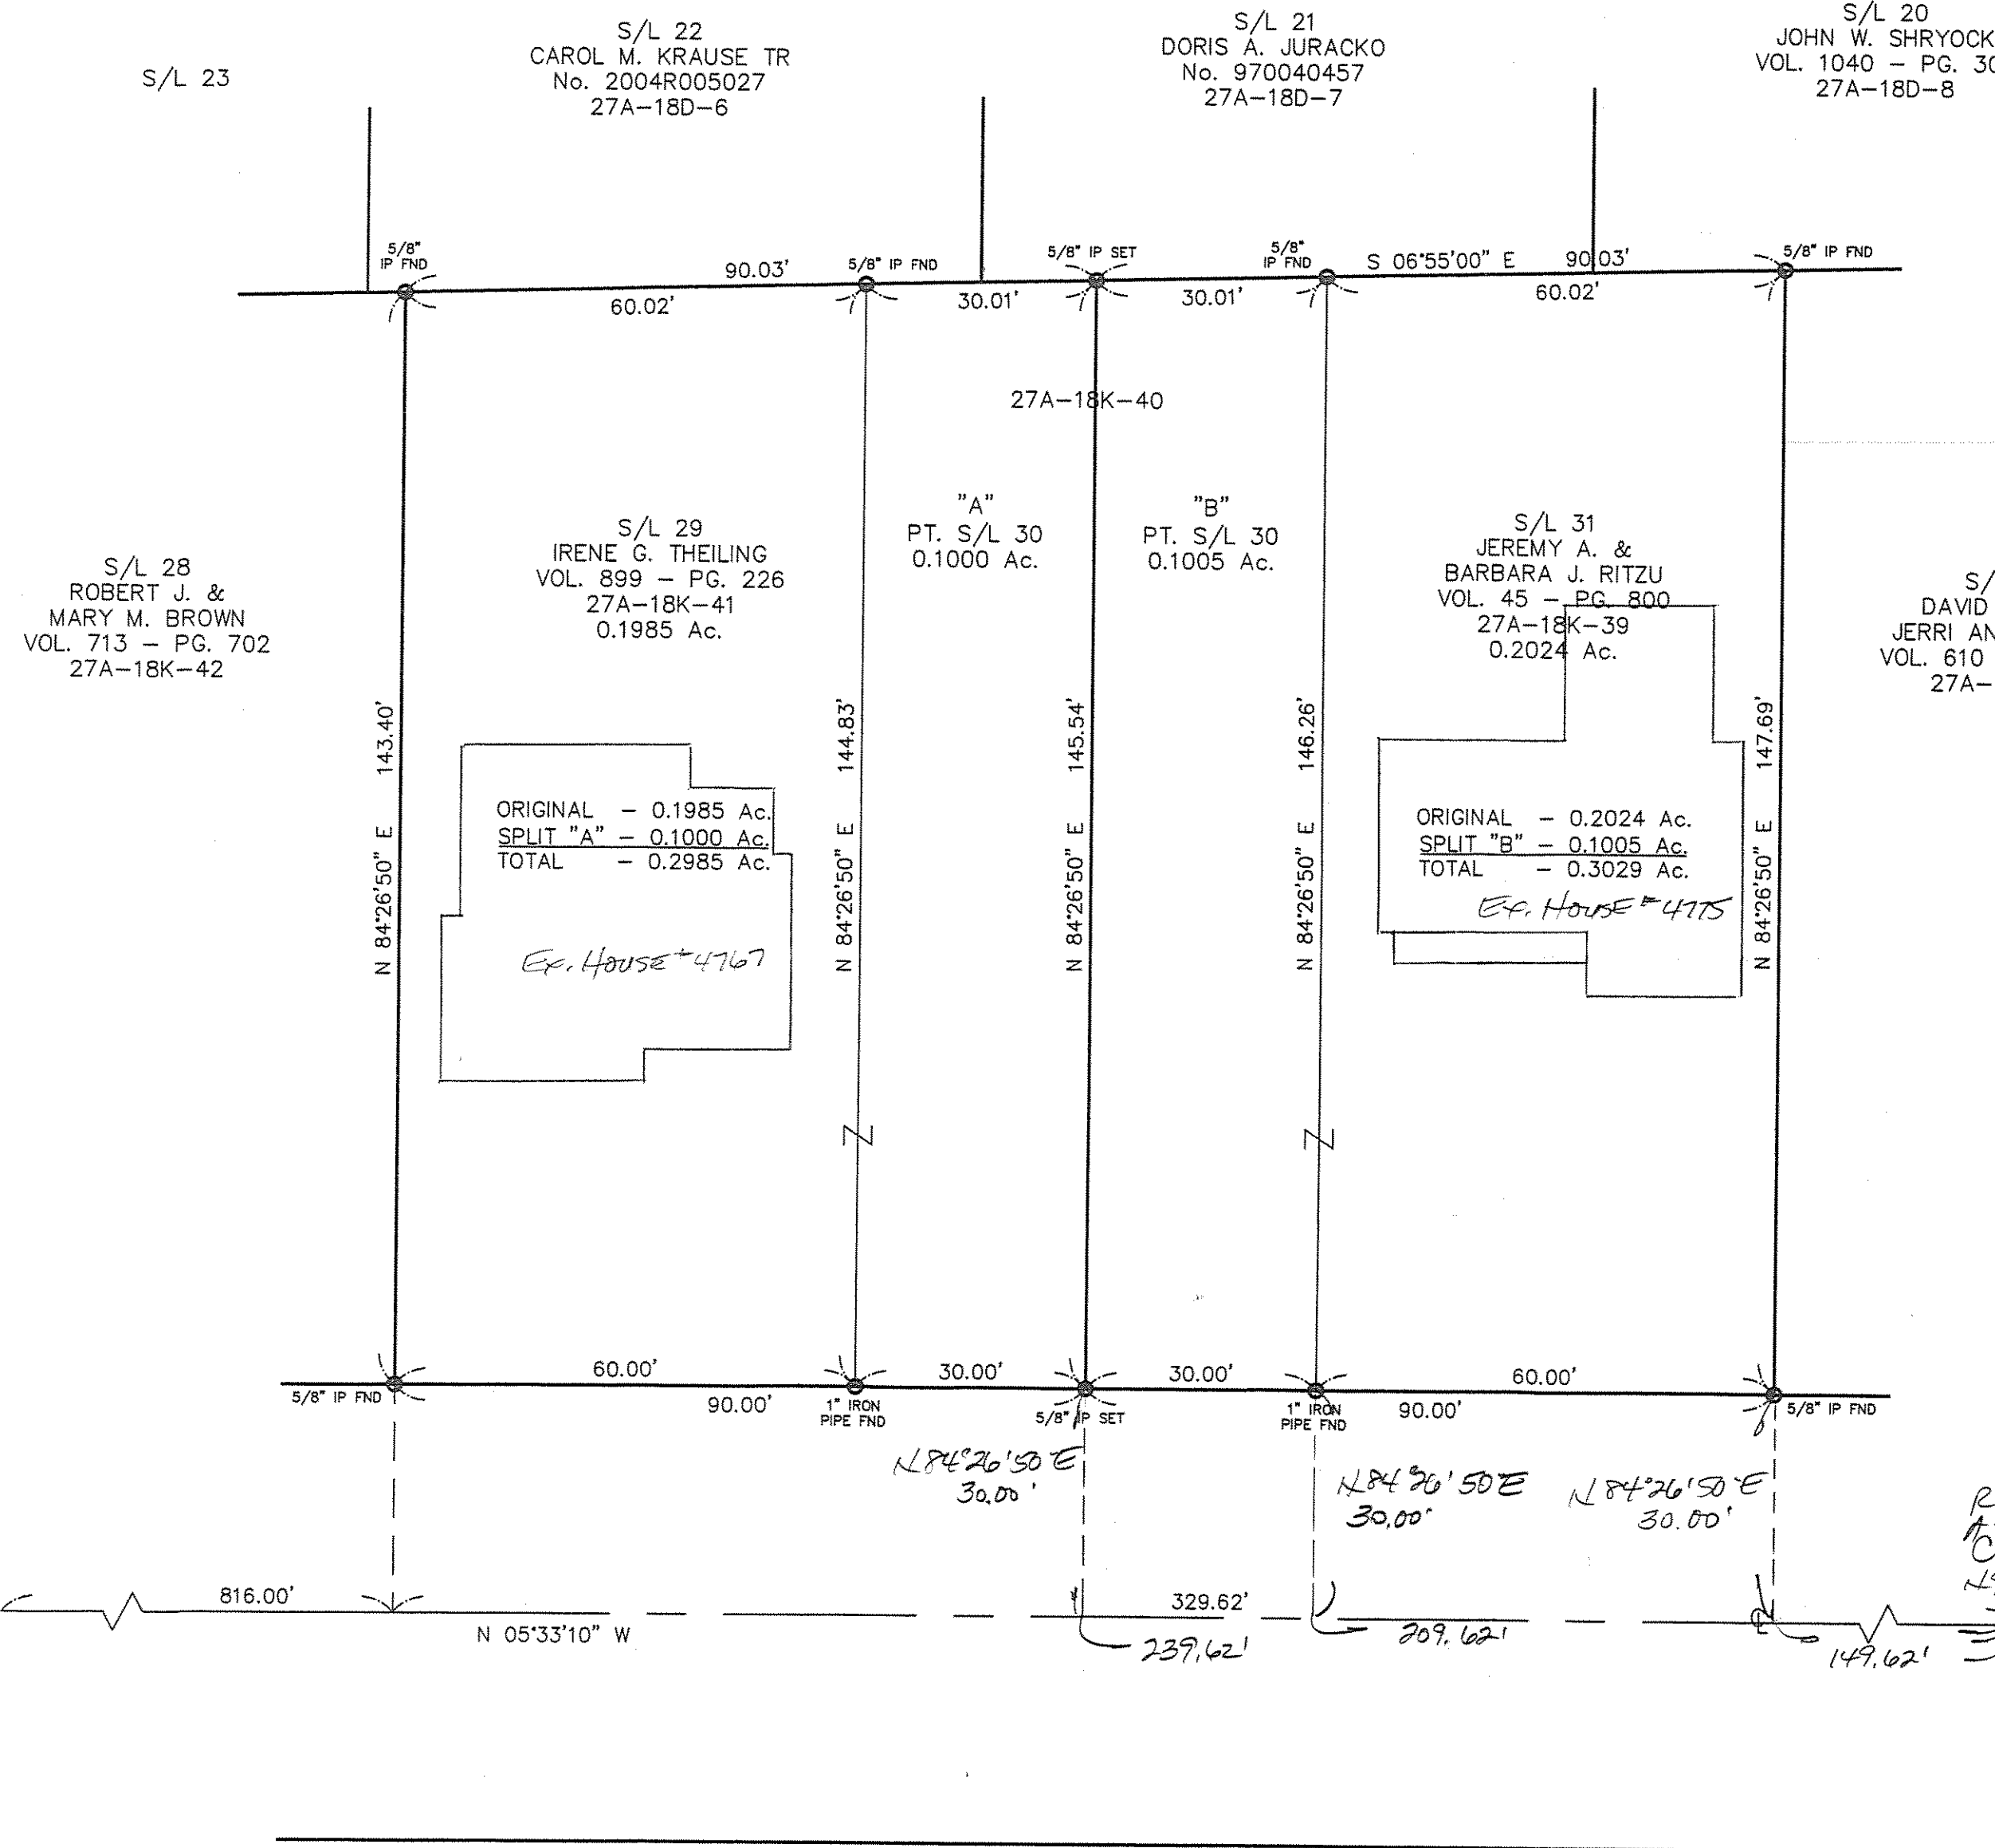 S/L 23
S/L 22
CAROL M. KRAUSE TR
No. 2004R005027
27A-18D-6
S/L 21
DORIS A. JURACKO
No. 970040457
27A-18D-7
S/L 20
JOHN W. SHRYOCK
VOL. 1040 - PG. 30
27A-18D-8
5/8"
IP FND
90.03'
60.02'
5/8" IP FND
30.01'
5/8" IP SET
30.01'
5/8"
IP FND
S 06°55'00" E 90.03'
60.02'
5/8" IP FND
27A-18K-40
S/L 28
ROBERT J. &
MARY M. BROWN
VOL. 713 - PG. 702
27A-18K-42
S/L 29
IRENE G. THEILING
VOL. 899 - PG. 226
27A-18K-41
0.1985 Ac.
"A"
PT. S/L 30
0.1000 Ac.
"B"
PT. S/L 30
0.1005 Ac.
S/L 31
JEREMY A. &
BARBARA J. RITZU
VOL. 45 - PG. 800
27A-18K-39
0.2024 Ac.
S/
DAVID
JERRI AN
VOL. 610
27A-
N 84°26'50" E 143.40'
N 84°26'50" E 144.83'
N 84°26'50" E 145.54'
N 84°26'50" E 146.26'
N 84°26'50" E 147.69'
ORIGINAL - 0.1985 Ac.
SPLIT "A" - 0.1000 Ac.
TOTAL - 0.2985 Ac.
Ex. House #4767
ORIGINAL - 0.2024 Ac.
SPLIT "B" - 0.1005 Ac.
TOTAL - 0.3029 Ac.
Ex. House #4775
5/8" IP FND
60.00'
90.00'
1" IRON
PIPE FND
30.00'
5/8" IP SET
30.00'
1" IRON
PIPE FND
60.00'
90.00'
5/8" IP FND
N84°26'50 E
30.00'
N84°26'50 E
30.00'
N84°26'50 E
30.00'
816.00'
N 05°33'10" W
329.62'
239.62'
209.62'
149.62'